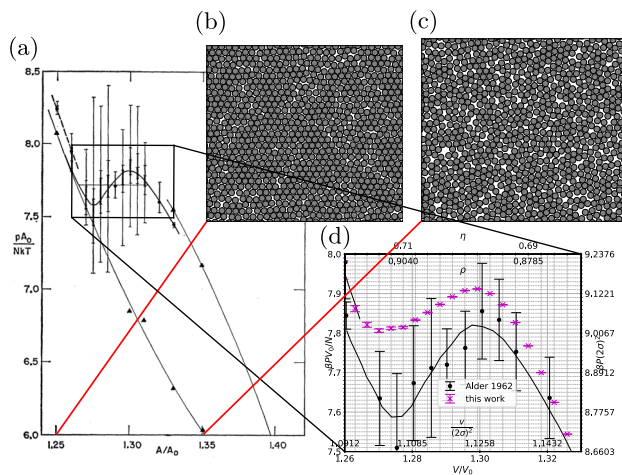 (a)
(b)
(c)
(d)
8,5
8,0
7.5
pA₀
NkT
7,0
6,5
6,0
1.25
1.30
1.35
1,40
A/A₀
η
0.71
0.69
8.0
0,9040
ρ
0,8785
9.2376
7.9
9.1221
7.8
9.0067
βPV₀/N
βP(2σ)²
7.7
8.8912
7.6
8.7757
7.5
8.6603
Alder 1962
this work
v
(2σ)²
1.0912
1,1085
1.1258
1.1432
1.26
1.28
1.30
1.32
V/V₀